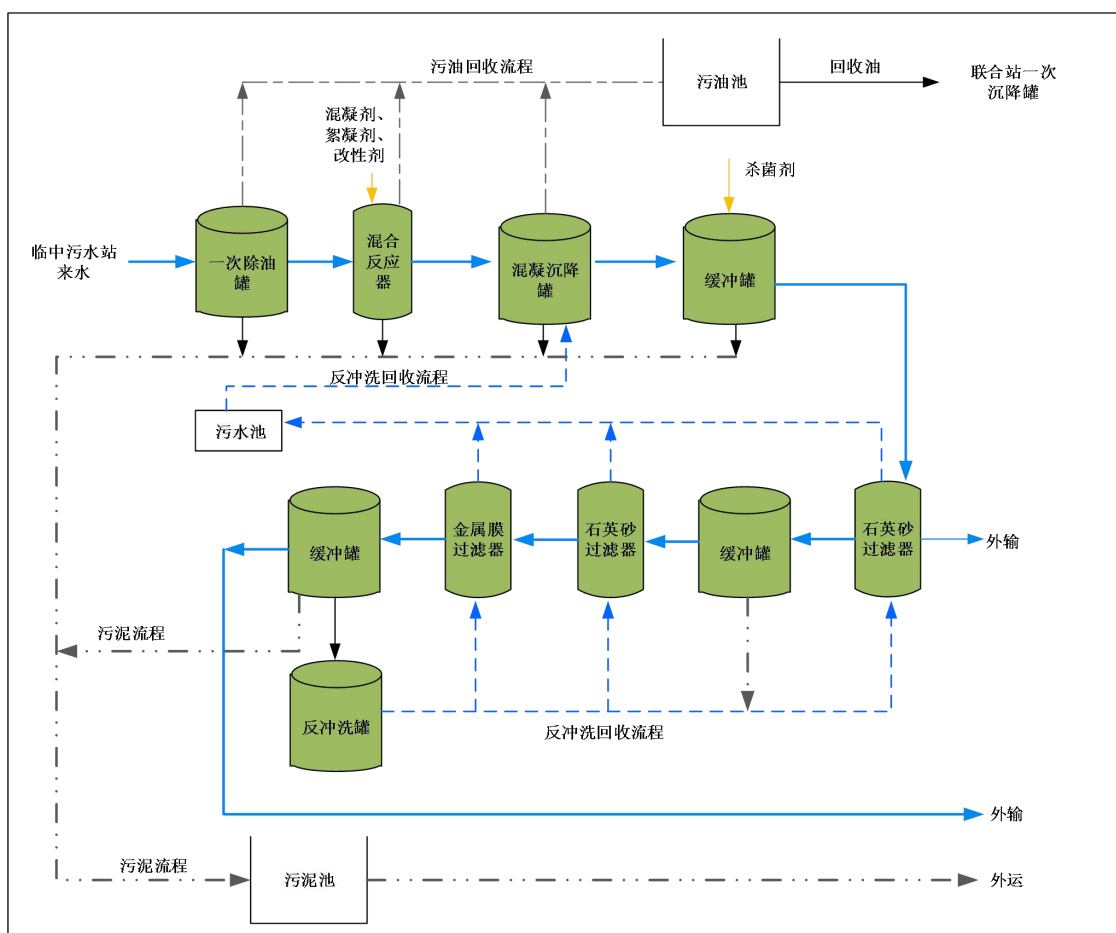 污油回收流程
污油池
回收油
联合站一次
沉降罐
混凝剂、
絮凝剂、
改性剂
杀菌剂
临中污水站
来水
一次除油
罐
混合
反应
器
混凝沉降
罐
缓冲罐
反冲洗回收流程
污水池
缓冲罐
金属膜
过滤器
石英砂
过滤器
缓冲罐
石英砂
过滤器
外输
污泥流程
反冲洗罐
反冲洗回收流程
外输
污泥流程
污泥池
外运